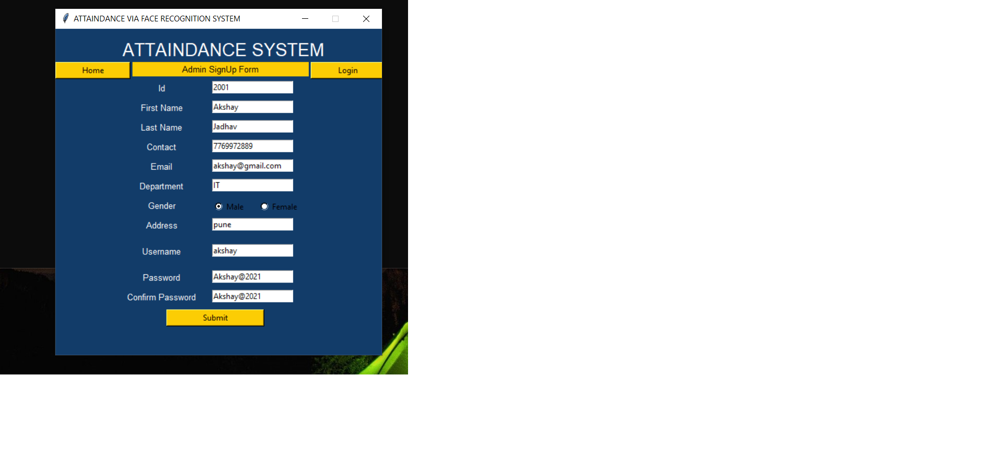 ATTAINDANCE VIA FACE RECOGNITION SYSTEM
ATTAINDANCE SYSTEM
Home Admin SignUp Form Login
Id 2001
First Name Akshay
Last Name Jadhav
Contact 7769972889
Email akshay@gmail.com
Department IT
Gender Male Female
Address pune
Username akshay
Password Akshay@2021
Confirm Password Akshay@2021
Submit